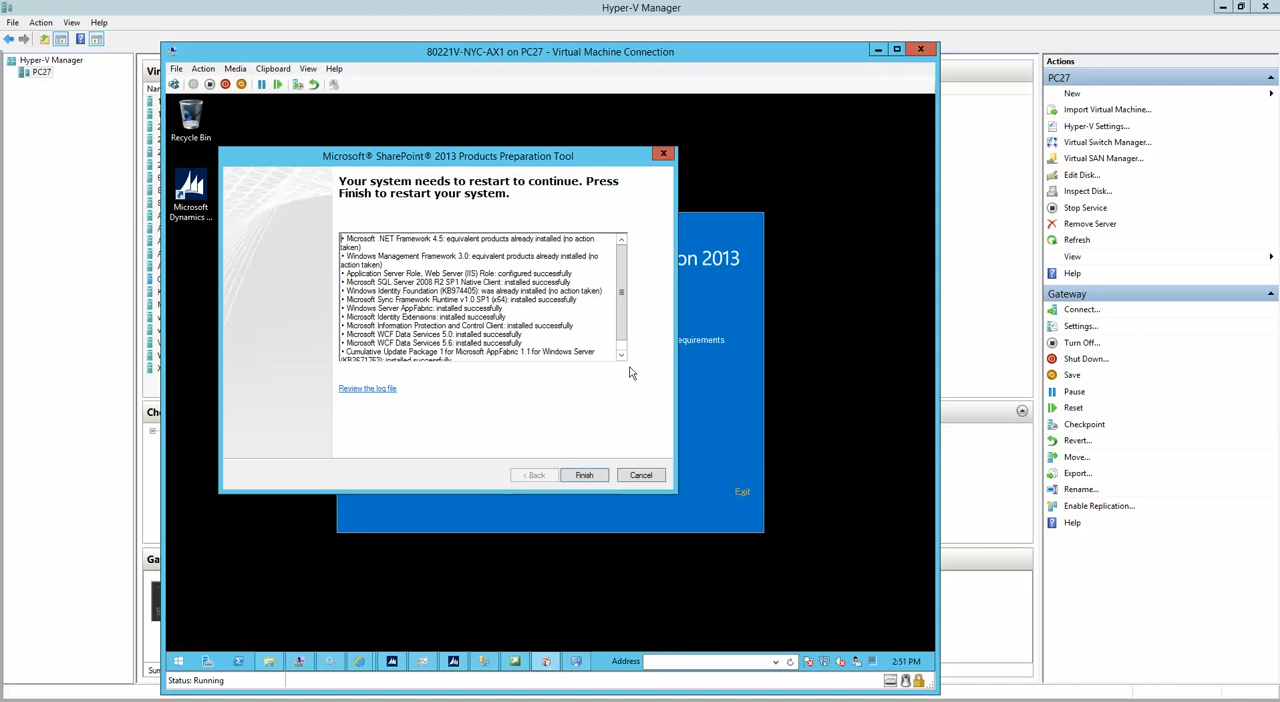 Hyper-V Manager
File Action View Help
Hyper-V Manager
PC27
80221V-NYC-AX1 on PC27 - Virtual Machine Connection
File Action Media Clipboard View Help
Recycle Bin
Microsoft
Dynamics ...
Microsoft® SharePoint® 2013 Products Preparation Tool
Your system needs to restart to continue. Press
Finish to restart your system.
• Microsoft .NET Framework 4.5: equivalent products already installed (no action
taken)
• Windows Management Framework 3.0: equivalent products already installed (no
action taken)
• Application Server Role, Web Server (IIS) Role: configured successfully
• Microsoft SQL Server 2008 R2 SP1 Native Client: installed successfully
• Windows Identity Foundation (KB974405): was already installed (no action taken)
• Microsoft Sync Framework Runtime v1.0 SP1 (x64): installed successfully
• Windows Server AppFabric: installed successfully
• Microsoft Identity Extensions: installed successfully
• Microsoft Information Protection and Control Client: installed successfully
• Microsoft WCF Data Services 5.0: installed successfully
• Microsoft WCF Data Services 5.6: installed successfully
• Cumulative Update Package 1 for Microsoft AppFabric 1.1 for Windows Server
(KB2671763): installed successfully
Review the log file
< Back Finish Cancel
on 2013
equirements
Exit
Address
2:51 PM
Status: Running
Actions
PC27
New
Import Virtual Machine...
Hyper-V Settings...
Virtual Switch Manager...
Virtual SAN Manager...
Edit Disk...
Inspect Disk...
Stop Service
Remove Server
Refresh
View
Help
Gateway
Connect...
Settings...
Turn Off...
Shut Down...
Save
Pause
Reset
Checkpoint
Revert...
Move...
Export...
Rename...
Enable Replication...
Help